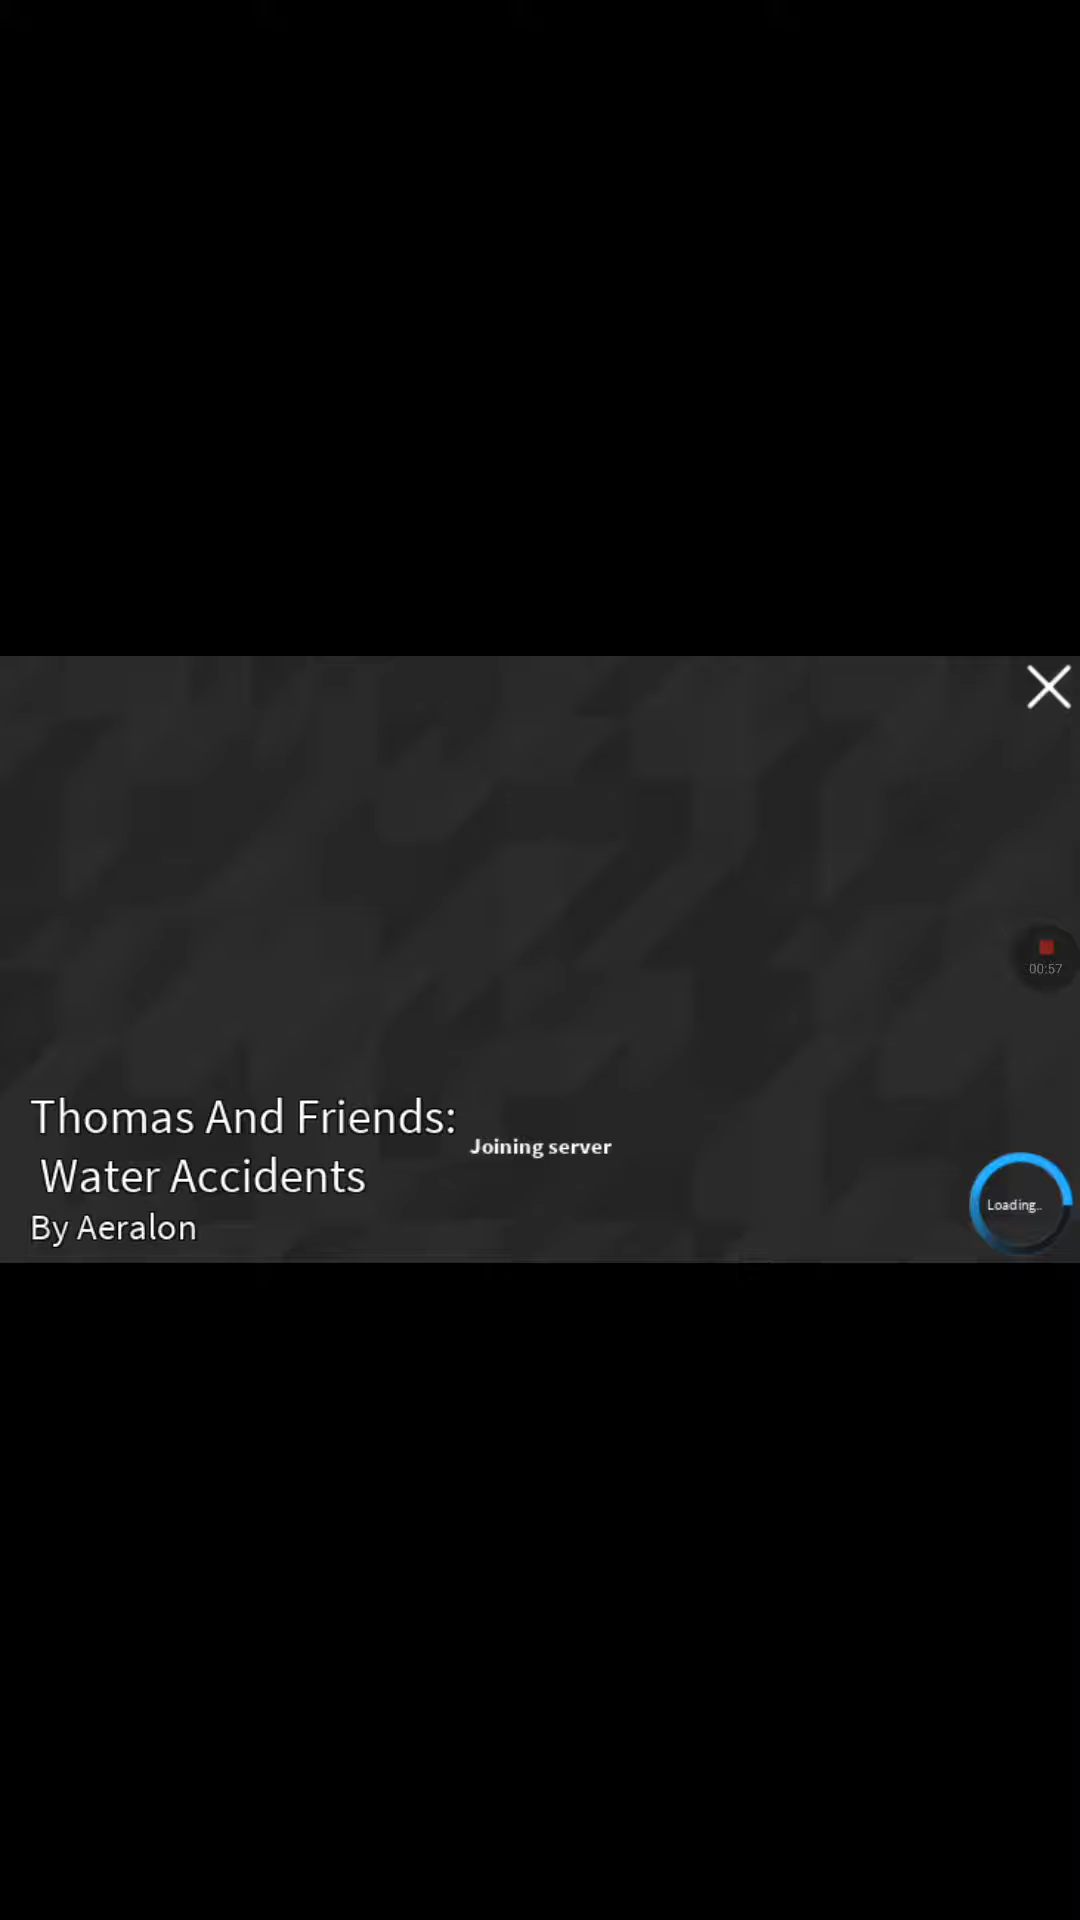 00:57
Thomas And Friends:
Joining server
Water Accidents
Loading..
By Aeralon